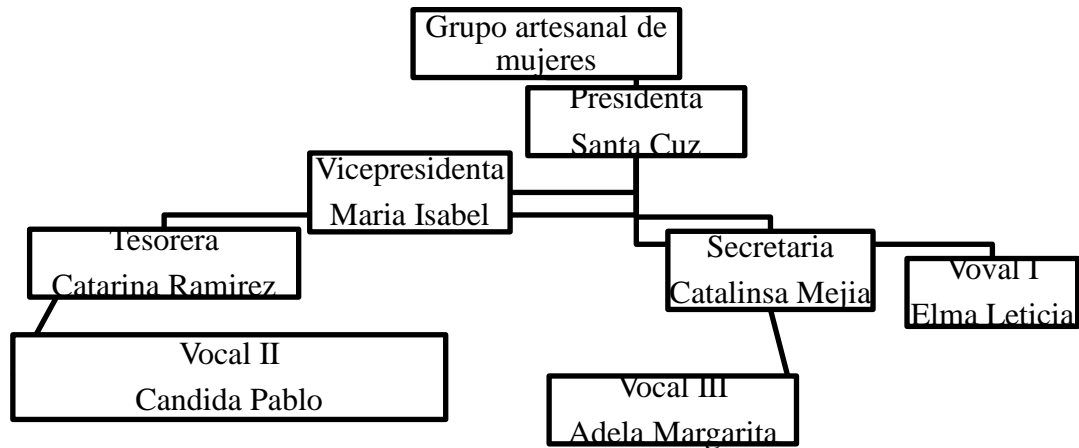 Grupo artesanal de
mujeres
Presidenta
Santa Cuz
Vicepresidenta
Maria Isabel
Tesorera
Catarina Ramirez
Secretaria
Catalinsa Mejia
Voval I
Elma Leticia
Vocal II
Candida Pablo
Vocal III
Adela Margarita